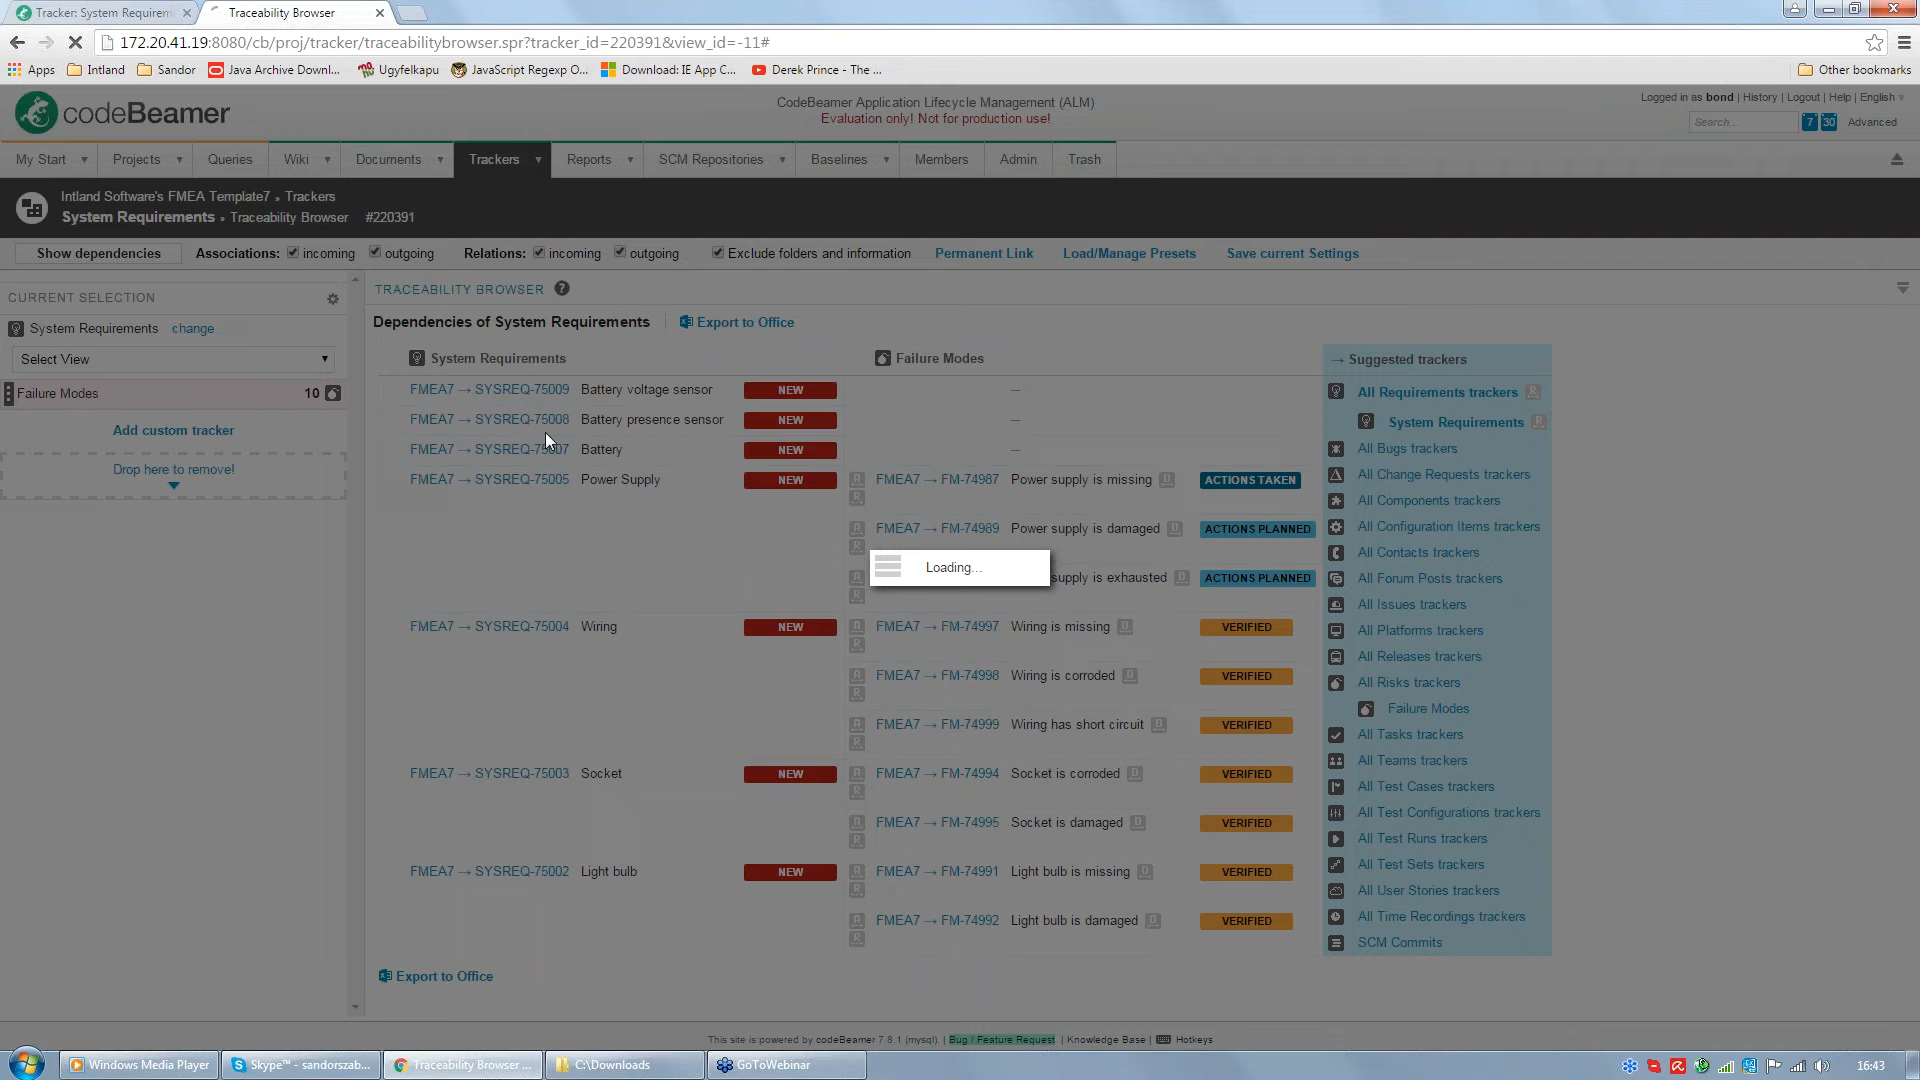 Tracker: System Requirem
Traceability Browser
172.20.41.19:8080/cb/proj/tracker/traceabilitybrowser.spr?tracker_id=220391&view_id=-11#
Apps Intland Sandor Java Archive Downl... Ugyfelkapu JavaScript Regexp O... Download: IE App C... Derek Prince - The ... Other bookmarks
codeBeamer
CodeBeamer Application Lifecycle Management (ALM)
Evaluation only! Not for production use!
Logged in as bond | History | Logout | Help | English
Search... 7 30 Advanced
My Start Projects Queries Wiki Documents Trackers Reports SCM Repositories Baselines Members Admin Trash
Intland Software's FMEA Template7 » Trackers
System Requirements » Traceability Browser #220391
Show dependencies Associations: incoming outgoing Relations: incoming outgoing Exclude folders and information Permanent Link Load/Manage Presets Save current Settings
CURRENT SELECTION
System Requirements change
Select View
Failure Modes 10
Add custom tracker
Drop here to remove!
TRACEABILITY BROWSER ?
Dependencies of System Requirements Export to Office
System Requirements Failure Modes
FMEA7 → SYSREQ-75009 Battery voltage sensor NEW --
FMEA7 → SYSREQ-75008 Battery presence sensor NEW --
FMEA7 → SYSREQ-75007 Battery NEW --
FMEA7 → SYSREQ-75005 Power Supply NEW A R FMEA7 → FM-74987 Power supply is missing D ACTIONS TAKEN
A R FMEA7 → FM-74989 Power supply is damaged D ACTIONS PLANNED
Loading...
A R supply is exhausted D ACTIONS PLANNED
FMEA7 → SYSREQ-75004 Wiring NEW A R FMEA7 → FM-74997 Wiring is missing D VERIFIED
A R FMEA7 → FM-74998 Wiring is corroded D VERIFIED
A R FMEA7 → FM-74999 Wiring has short circuit D VERIFIED
FMEA7 → SYSREQ-75003 Socket NEW A R FMEA7 → FM-74994 Socket is corroded D VERIFIED
A R FMEA7 → FM-74995 Socket is damaged D VERIFIED
FMEA7 → SYSREQ-75002 Light bulb NEW A R FMEA7 → FM-74991 Light bulb is missing D VERIFIED
A R FMEA7 → FM-74992 Light bulb is damaged D VERIFIED
Export to Office
→ Suggested trackers
All Requirements trackers R
System Requirements R
All Bugs trackers
All Change Requests trackers
All Components trackers
All Configuration Items trackers
All Contacts trackers
All Forum Posts trackers
All Issues trackers
All Platforms trackers
All Releases trackers
All Risks trackers
Failure Modes
All Tasks trackers
All Teams trackers
All Test Cases trackers
All Test Configurations trackers
All Test Runs trackers
All Test Sets trackers
All User Stories trackers
All Time Recordings trackers
SCM Commits
This site is powered by codeBeamer 7.8.1 (mysql). | Bug / Feature Request | Knowledge Base | Hotkeys
Windows Media Player Skype™ - sandorszab... Traceability Browser ... C:\Downloads GoToWebinar 16:43